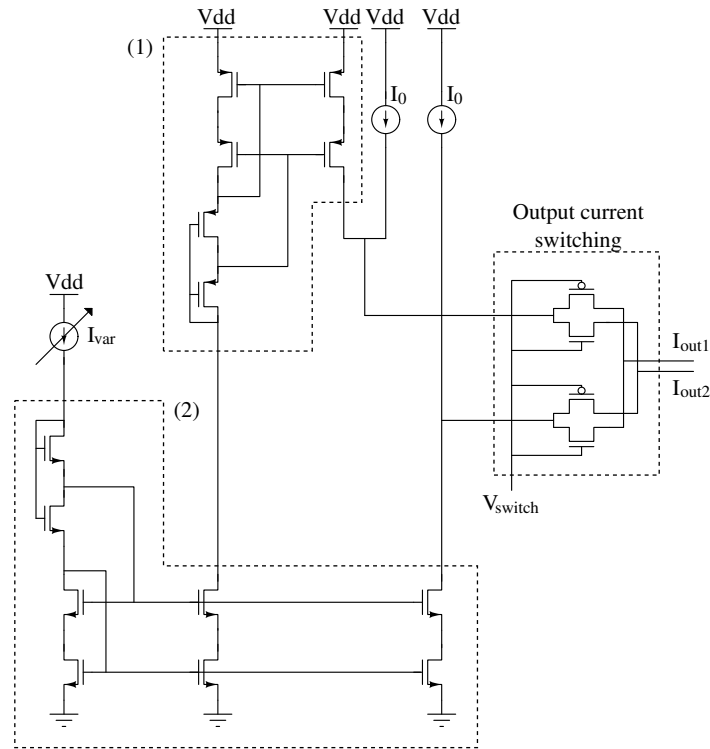 Vdd
Vdd Vdd
Vdd
(1)
I0
I0
Output current
switching
Vdd
Ivar
Iout1
Iout2
(2)
Vswitch